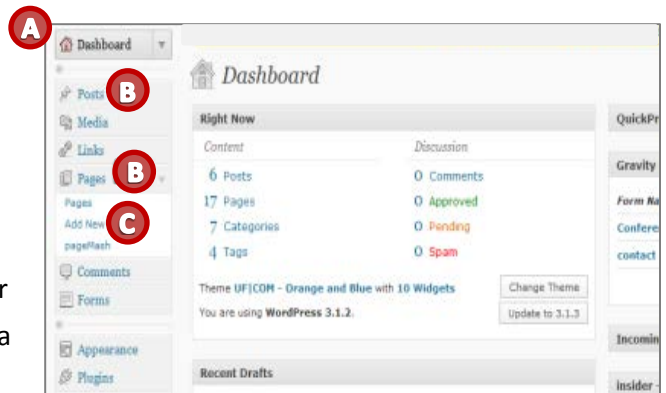 A
Dashboard
Dashboard
Posts B
Media
Links
Pages B
Pages
Add New C
pageMash
Comments
Forms
Appearance
Plugins
r
a
Right Now
Content Discussion
6 Posts 0 Comments
17 Pages 0 Approved
7 Categories 0 Pending
4 Tags 0 Spam
Theme UF|COM - Orange and Blue with 10 Widgets Change Theme
You are using WordPress 3.1.2. Update to 3.1.3
Recent Drafts
QuickPr
Gravity
Form Na
Confere
contact
Incomin
insider -